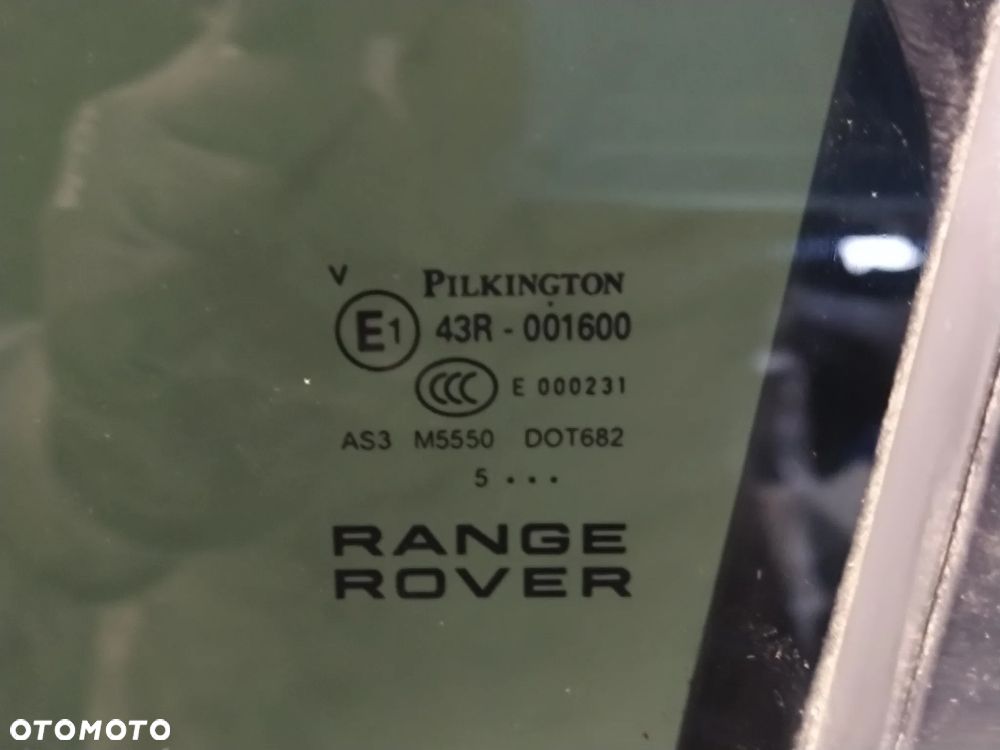 V PILKINGTON
E1 43R - 001600
CCC E 000231
AS3 M5550 DOT682
5 . . .
RANGE
ROVER
OTOMOTO